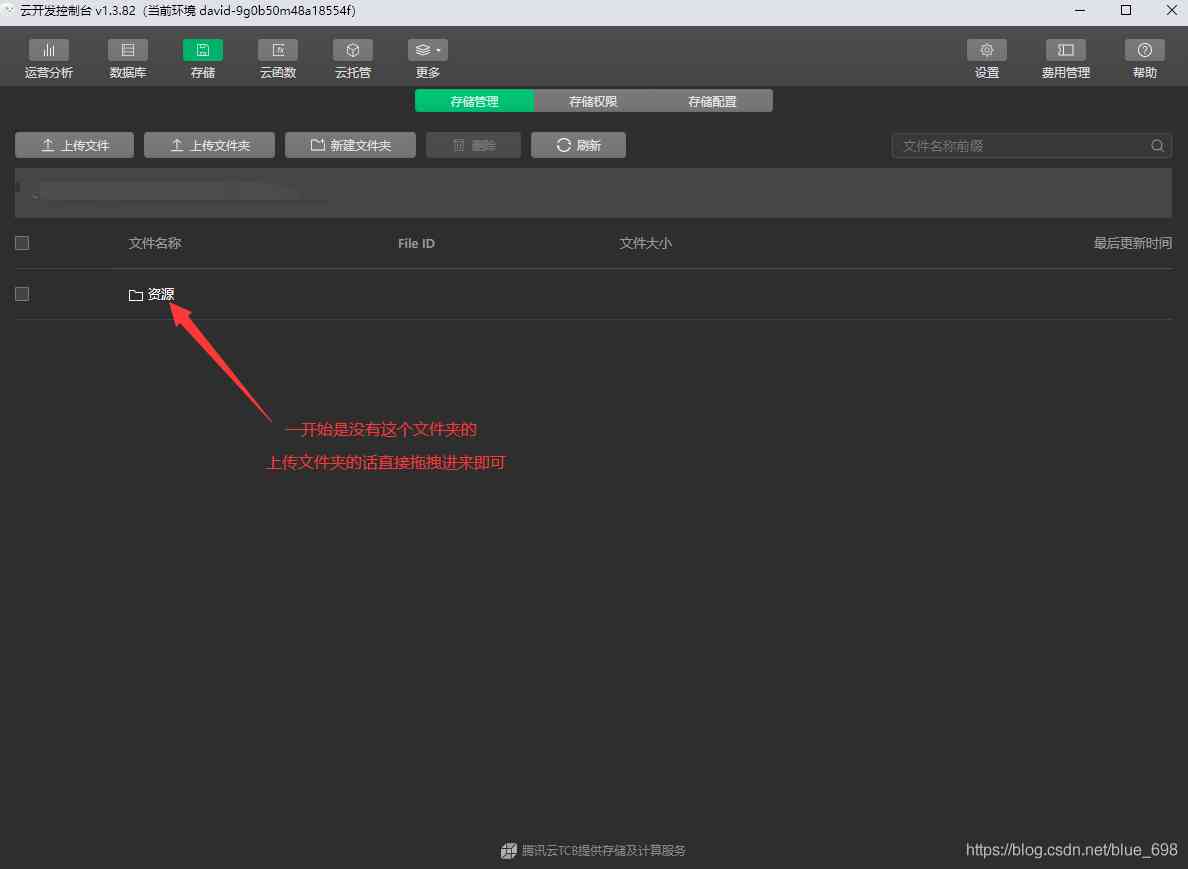 云开发控制台 v1.3.82 (当前环境 david-9g0b50m48a18554f)
运营分析 数据库 存储 云函数 云托管 更多 设置 费用管理 帮助
存储管理 存储权限 存储配置
上传文件 上传文件夹 新建文件夹 删除 刷新 文件名称前缀
文件名称 File ID 文件大小 最后更新时间
资源
一开始是没有这个文件夹的
上传文件夹的话直接拖拽进来即可
腾讯云TCB提供存储及计算服务
https://blog.csdn.net/blue_698